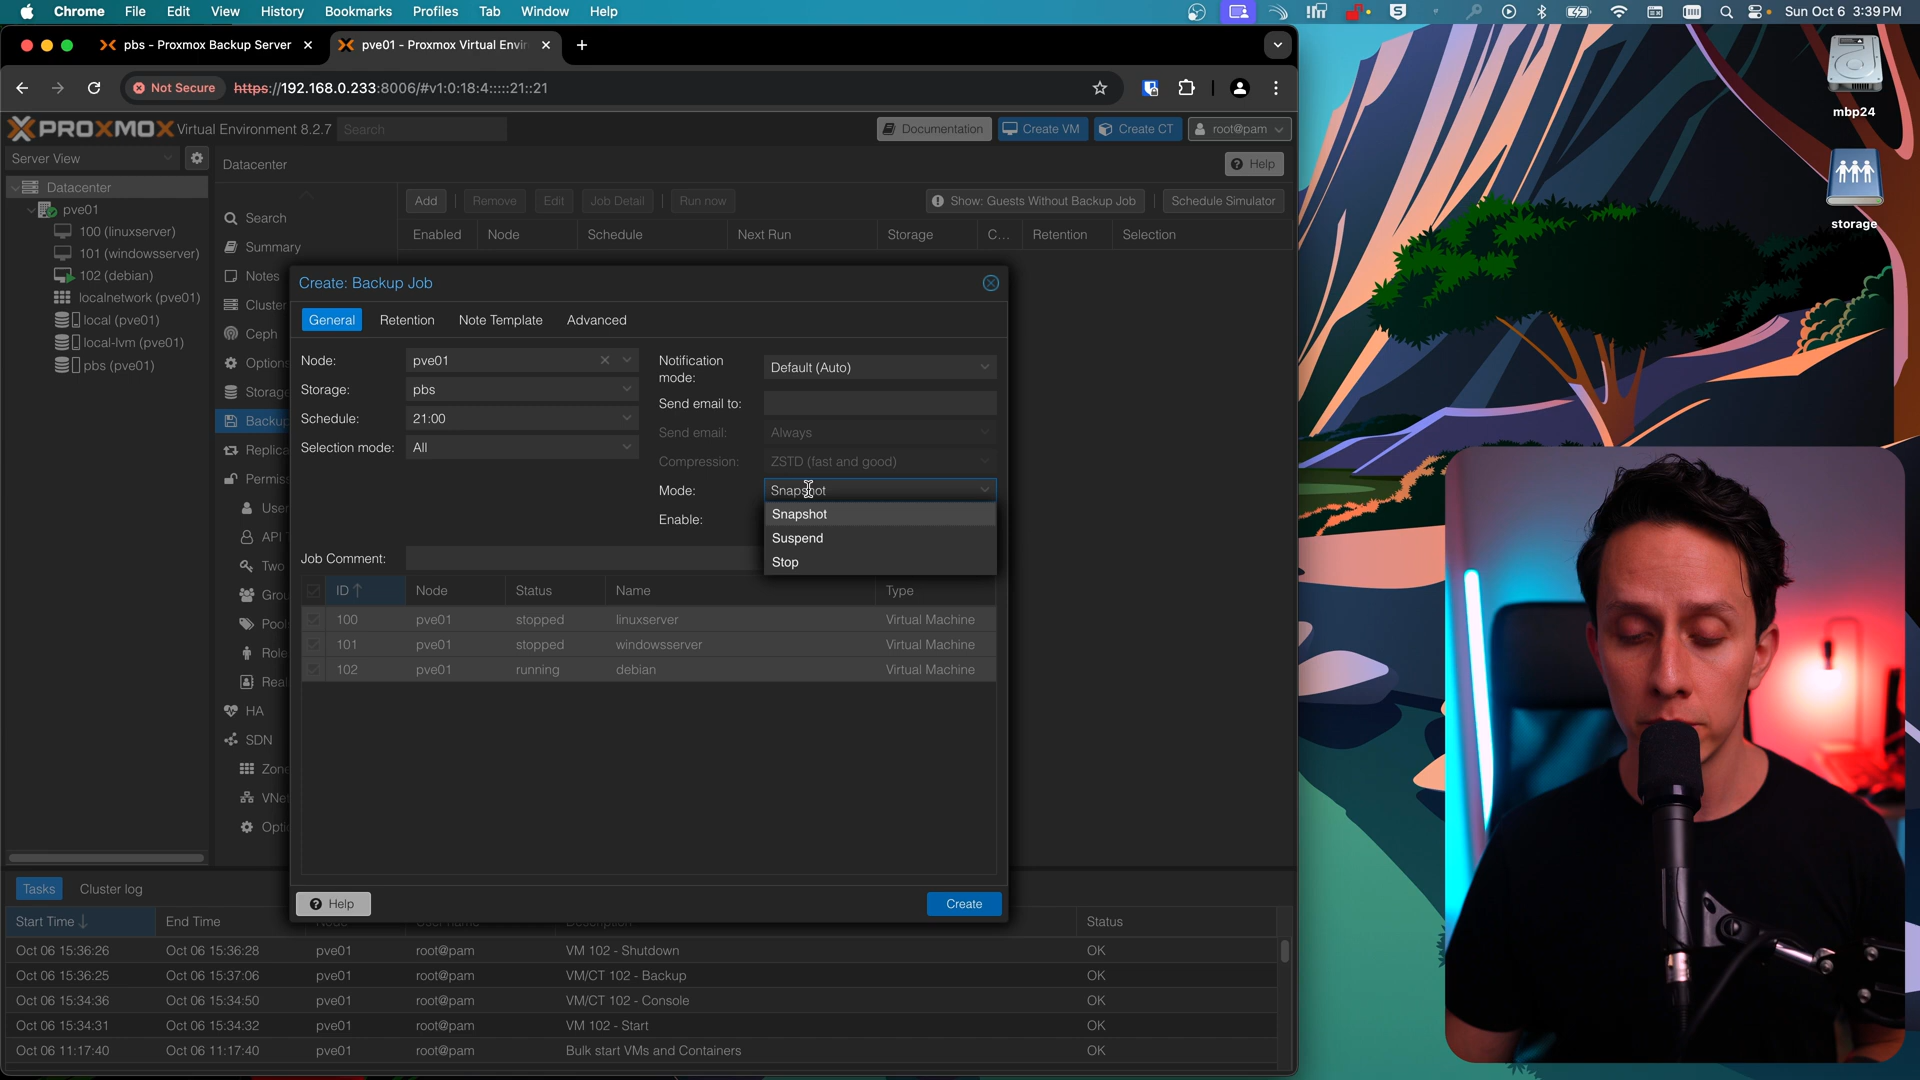 Chrome File Edit View History Bookmarks Profiles Tab Window Help Sun Oct 6 3:39 PM
pbs - Proxmox Backup Server pve01 - Proxmox Virtual Envir
Not Secure https://192.168.0.233:8006/#v1:0:18:4:::::21::21
PROXMOX Virtual Environment 8.2.7 Search Documentation Create VM Create CT root@pam
Server View Datacenter Help
Datacenter
pve01
100 (linuxserver)
101 (windowsserver)
102 (debian)
localnetwork (pve01)
local (pve01)
local-lvm (pve01)
pbs (pve01)
Search
Summary
Notes
Cluster
Ceph
Options
Storage
Backup
Replica
Permis
User
API
Two
Grou
Pool
Role
Real
HA
SDN
Zone
VNet
Opti
Add Remove Edit Job Detail Run now Show: Guests Without Backup Job Schedule Simulator
Enabled Node Schedule Next Run Storage C... Retention Selection
Create: Backup Job
General Retention Note Template Advanced
Node: pve01
Storage: pbs
Schedule: 21:00
Selection mode: All
Notification mode: Default (Auto)
Send email to:
Send email: Always
Compression: ZSTD (fast and good)
Mode: Snapshot
Snapshot
Suspend
Stop
Enable:
Job Comment:
ID Node Status Name Type
100 pve01 stopped linuxserver Virtual Machine
101 pve01 stopped windowsserver Virtual Machine
102 pve01 running debian Virtual Machine
Help Create
Tasks Cluster log
Start Time End Time Node User name Description Status
Oct 06 15:36:26 Oct 06 15:36:28 pve01 root@pam VM 102 - Shutdown OK
Oct 06 15:36:25 Oct 06 15:37:06 pve01 root@pam VM/CT 102 - Backup OK
Oct 06 15:34:36 Oct 06 15:34:50 pve01 root@pam VM/CT 102 - Console OK
Oct 06 15:34:31 Oct 06 15:34:32 pve01 root@pam VM 102 - Start OK
Oct 06 11:17:40 Oct 06 11:17:40 pve01 root@pam Bulk start VMs and Containers OK
mbp24
storage